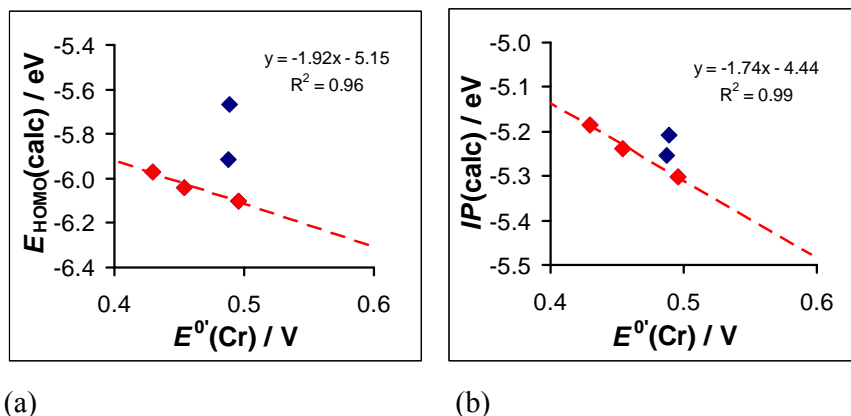 y = -1.92x - 5.15
R² = 0.96
-5.4
-5.6
-5.8
-6.0
-6.2
-6.4
0.4 0.5 0.6
E_HOMO(calc) / eV
E⁰'(Cr) / V
(a)
y = -1.74x - 4.44
R² = 0.99
-5.0
-5.1
-5.2
-5.3
-5.4
-5.5
0.4 0.5 0.6
IP(calc) / eV
E⁰'(Cr) / V
(b)